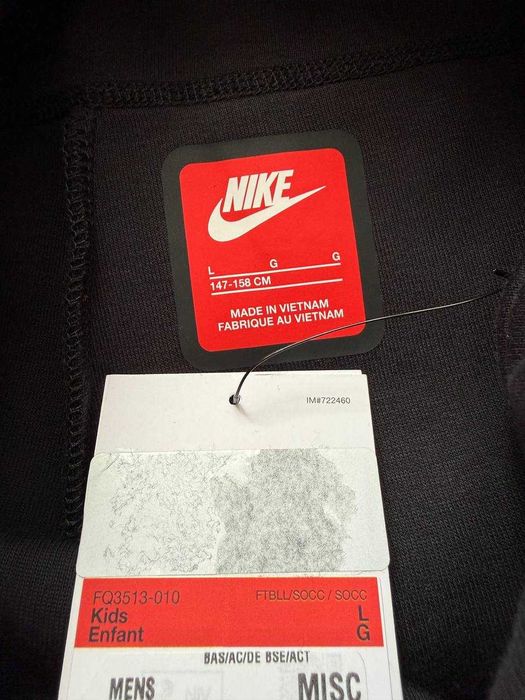 NIKE
L G G
147-158 CM
MADE IN VIETNAM
FABRIQUE AU VIETNAM
IM#722460
FQ3513-010 FTBLL/SOCC / SOCC
Kids L
Enfant G
BAS/AC/DE BSE/ACT
MENS MISC